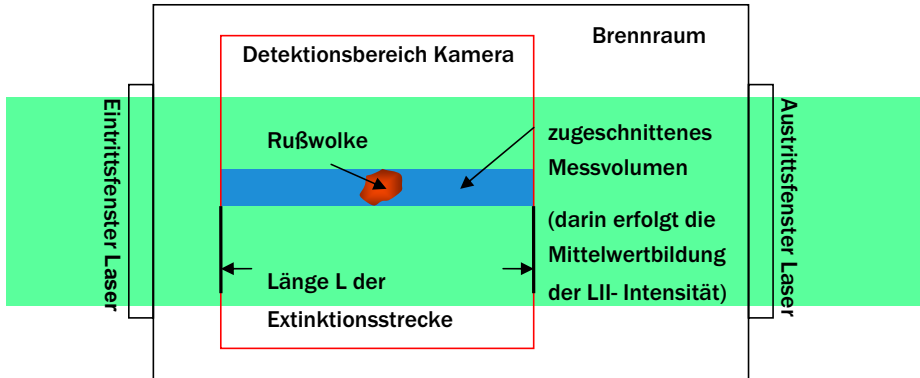 Brennraum
Detektionsbereich Kamera
Eintrittsfenster Laser
Rußwolke
zugeschnittenes
Messvolumen
(darin erfolgt die
Mittelwertbildung
der LII- Intensität)
Austrittsfenster Laser
Länge L der
Extinktionsstrecke